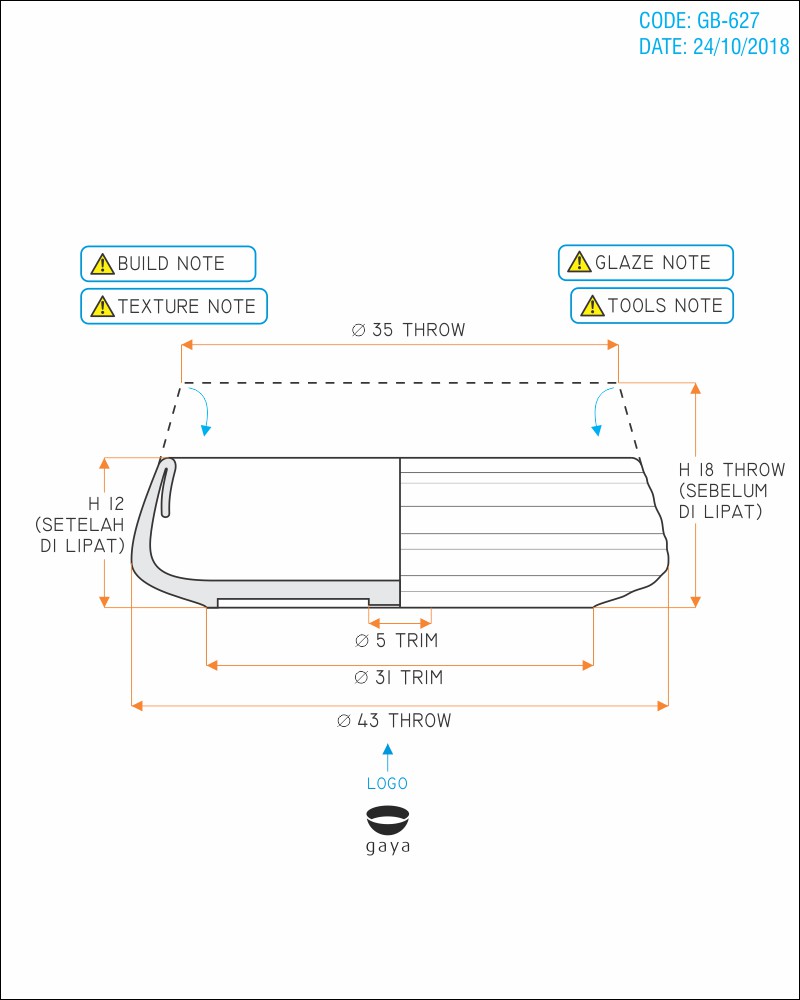 CODE: GB-627
DATE: 24/10/2018
BUILD NOTE
GLAZE NOTE
TEXTURE NOTE
TOOLS NOTE
Ø 35 THROW
H 18 THROW
(SEBELUM
DI LIPAT)
H 12
(SETELAH
DI LIPAT)
Ø 5 TRIM
Ø 31 TRIM
Ø 43 THROW
LOGO
gaya